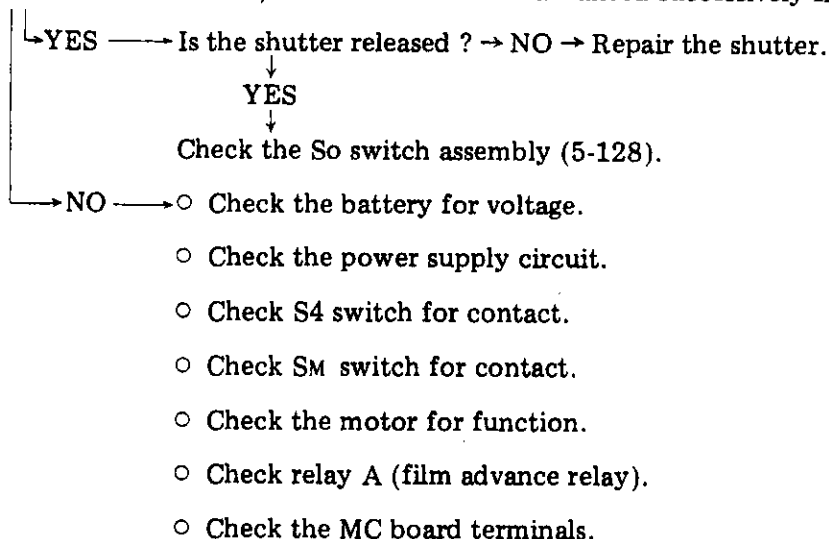 successively
YES → Is the shutter released ? → NO → Repair the shutter.
↓
YES
↓
Check the So switch assembly (5-128).
NO → ○ Check the battery for voltage.
○ Check the power supply circuit.
○ Check S4 switch for contact.
○ Check SM switch for contact.
○ Check the motor for function.
○ Check relay A (film advance relay).
○ Check the MC board terminals.